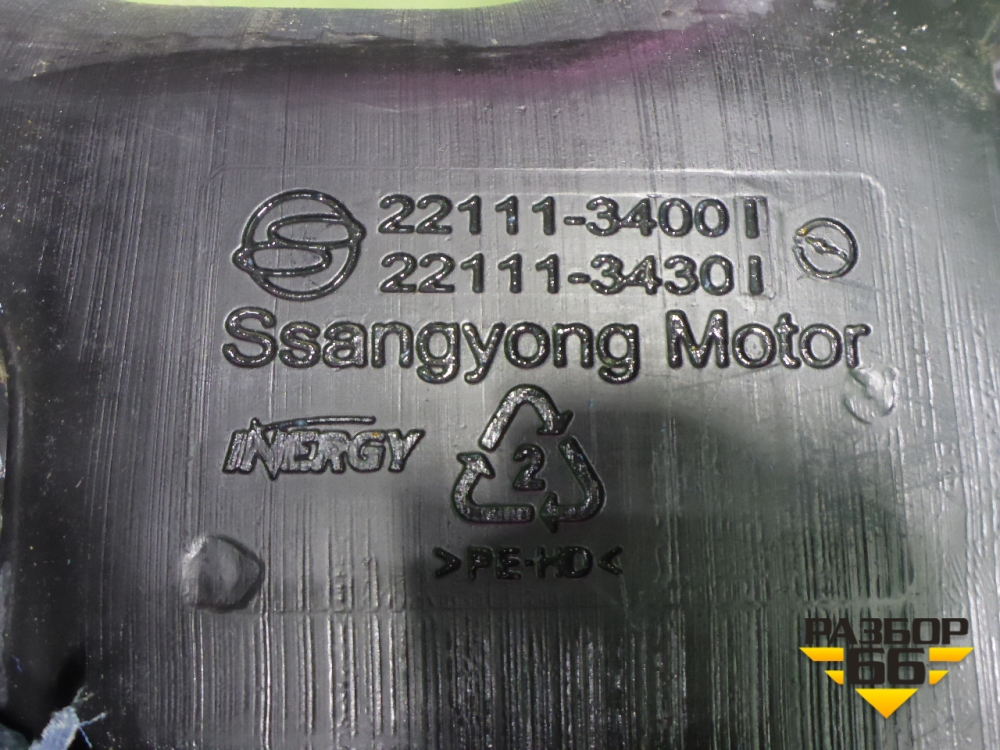 22111-34001
22111-34301
Ssangyong Motor
INERGY
2
>PE-HD<
РАЗБОР
66